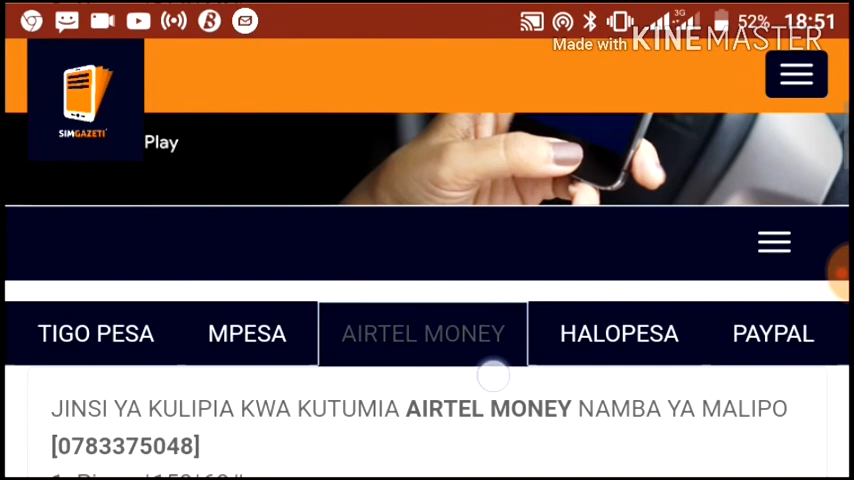 3G 52% 18:51
Made with KINEMASTER
SIMGAZETI
Play
TIGO PESA MPESA AIRTEL MONEY HALOPESA PAYPAL
JINSI YA KULIPIA KWA KUTUMIA AIRTEL MONEY NAMBA YA MALIPO
[0783375048]